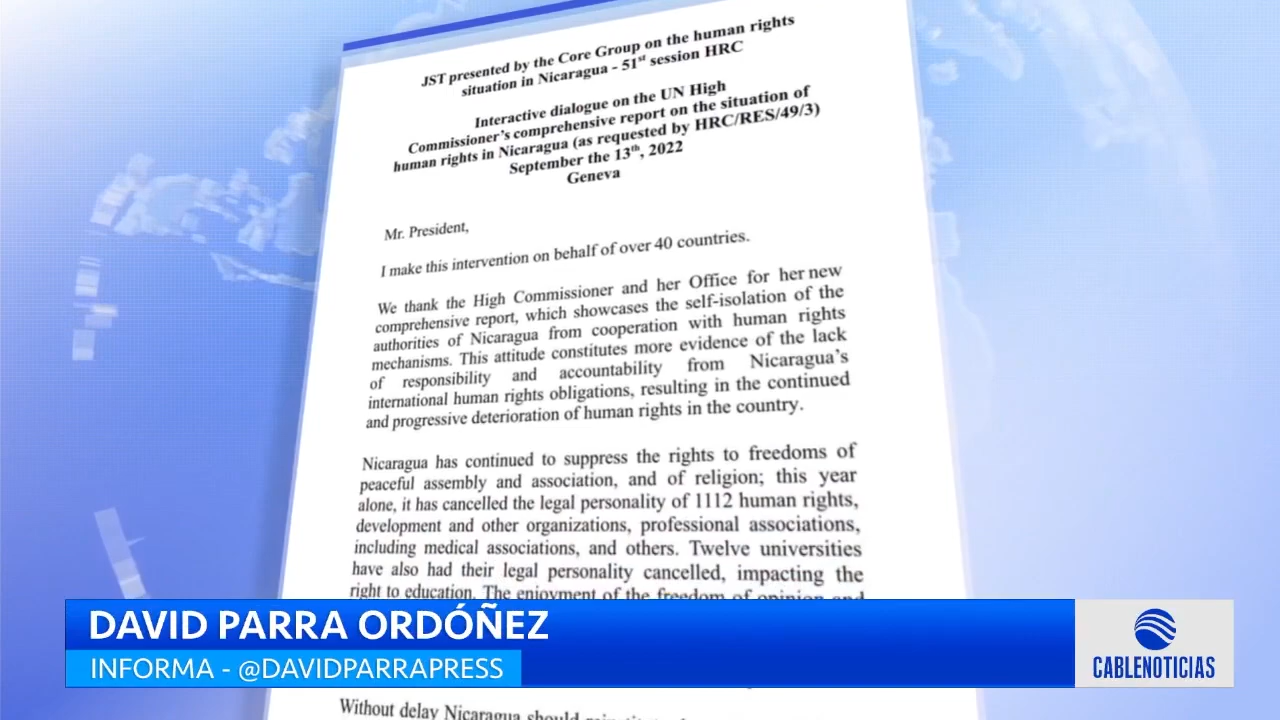 JST presented by the Core Group on the human rights
situation in Nicaragua - 51st session HRC
Interactive dialogue on the UN High
Commissioner's comprehensive report on the situation of
human rights in Nicaragua (as requested by HRC/RES/49/3)
September the 13th, 2022
Geneva
Mr. President,
I make this intervention on behalf of over 40 countries.
We thank the High Commissioner and her Office for her new
comprehensive report, which showcases the self-isolation of the
authorities of Nicaragua from cooperation with human rights
mechanisms. This attitude constitutes more evidence of the lack
of responsibility and accountability from Nicaragua's
international human rights obligations, resulting in the continued
and progressive deterioration of human rights in the country.
Nicaragua has continued to suppress the rights to freedoms of
peaceful assembly and association, and of religion; this year
alone, it has cancelled the legal personality of 1112 human rights,
development and other organizations, professional associations,
including medical associations, and others. Twelve universities
have also had their legal personality cancelled, impacting the
right to education. The enjoyment of the freedom of opinion and
DAVID PARRA ORDÓÑEZ
INFORMA - @DAVIDPARRAPRESS
CABLENOTICIAS
Without delay Nicaragua should